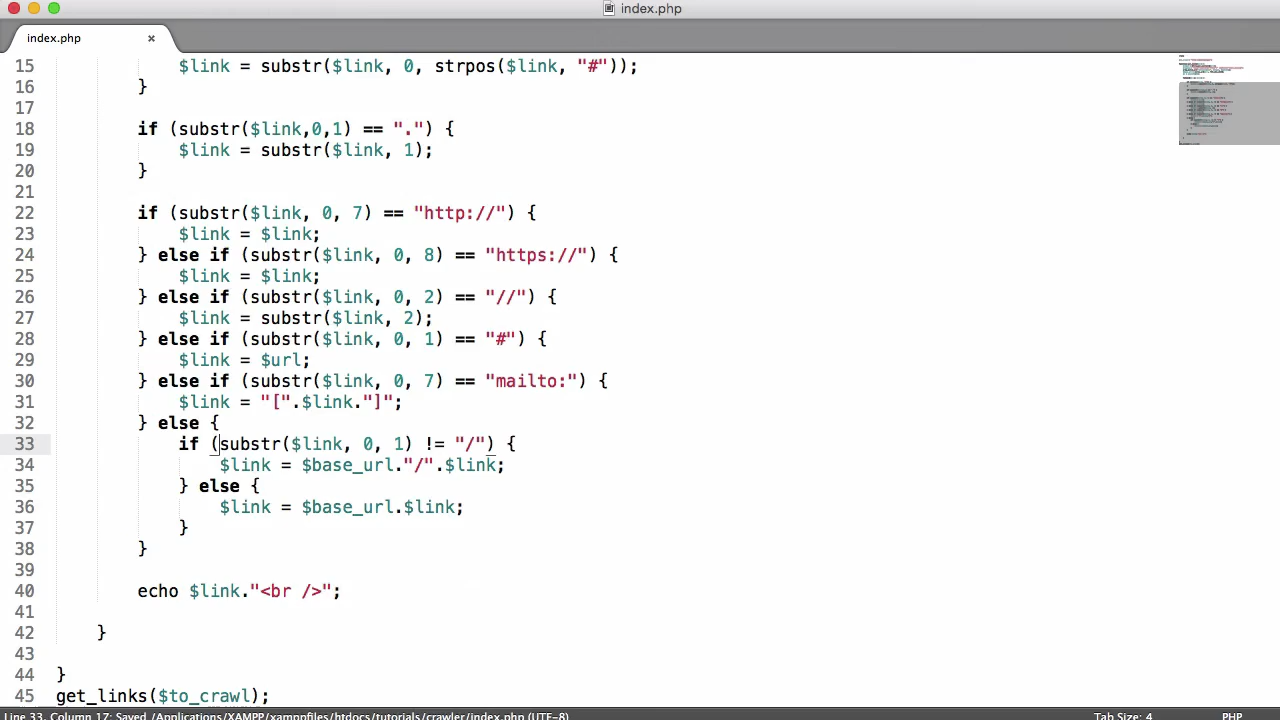 index.php
index.php
15 $link = substr($link, 0, strpos($link, "#"));
16 }
17
18 if (substr($link,0,1) == ".") {
19 $link = substr($link, 1);
20 }
21
22 if (substr($link, 0, 7) == "http://") {
23 $link = $link;
24 } else if (substr($link, 0, 8) == "https://") {
25 $link = $link;
26 } else if (substr($link, 0, 2) == "//") {
27 $link = substr($link, 2);
28 } else if (substr($link, 0, 1) == "#") {
29 $link = $url;
30 } else if (substr($link, 0, 7) == "mailto:") {
31 $link = "[".$link."]";
32 } else {
33 if (substr($link, 0, 1) != "/") {
34 $link = $base_url."/".$link;
35 } else {
36 $link = $base_url.$link;
37 }
38 }
39
40 echo $link."<br />";
41
42 }
43
44 }
45 get_links($to_crawl);
Line 33, Column 17; Saved /Applications/XAMPP/xamppfiles/htdocs/tutorials/crawler/index.php (UTF-8)
Tab Size: 4
PHP